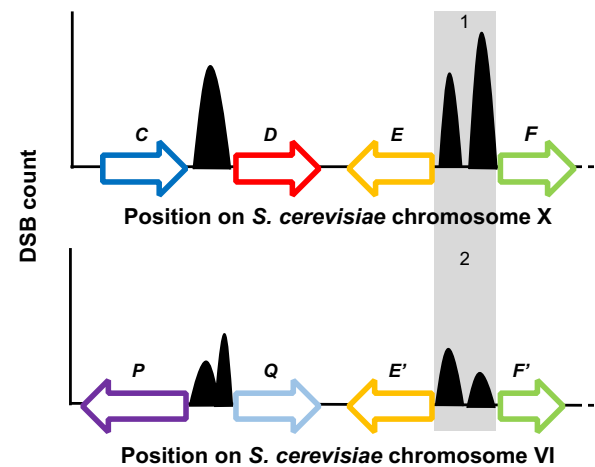 1
C D E F
Position on S. cerevisiae chromosome X
DSB count
2
P Q E’ F’
Position on S. cerevisiae chromosome VI